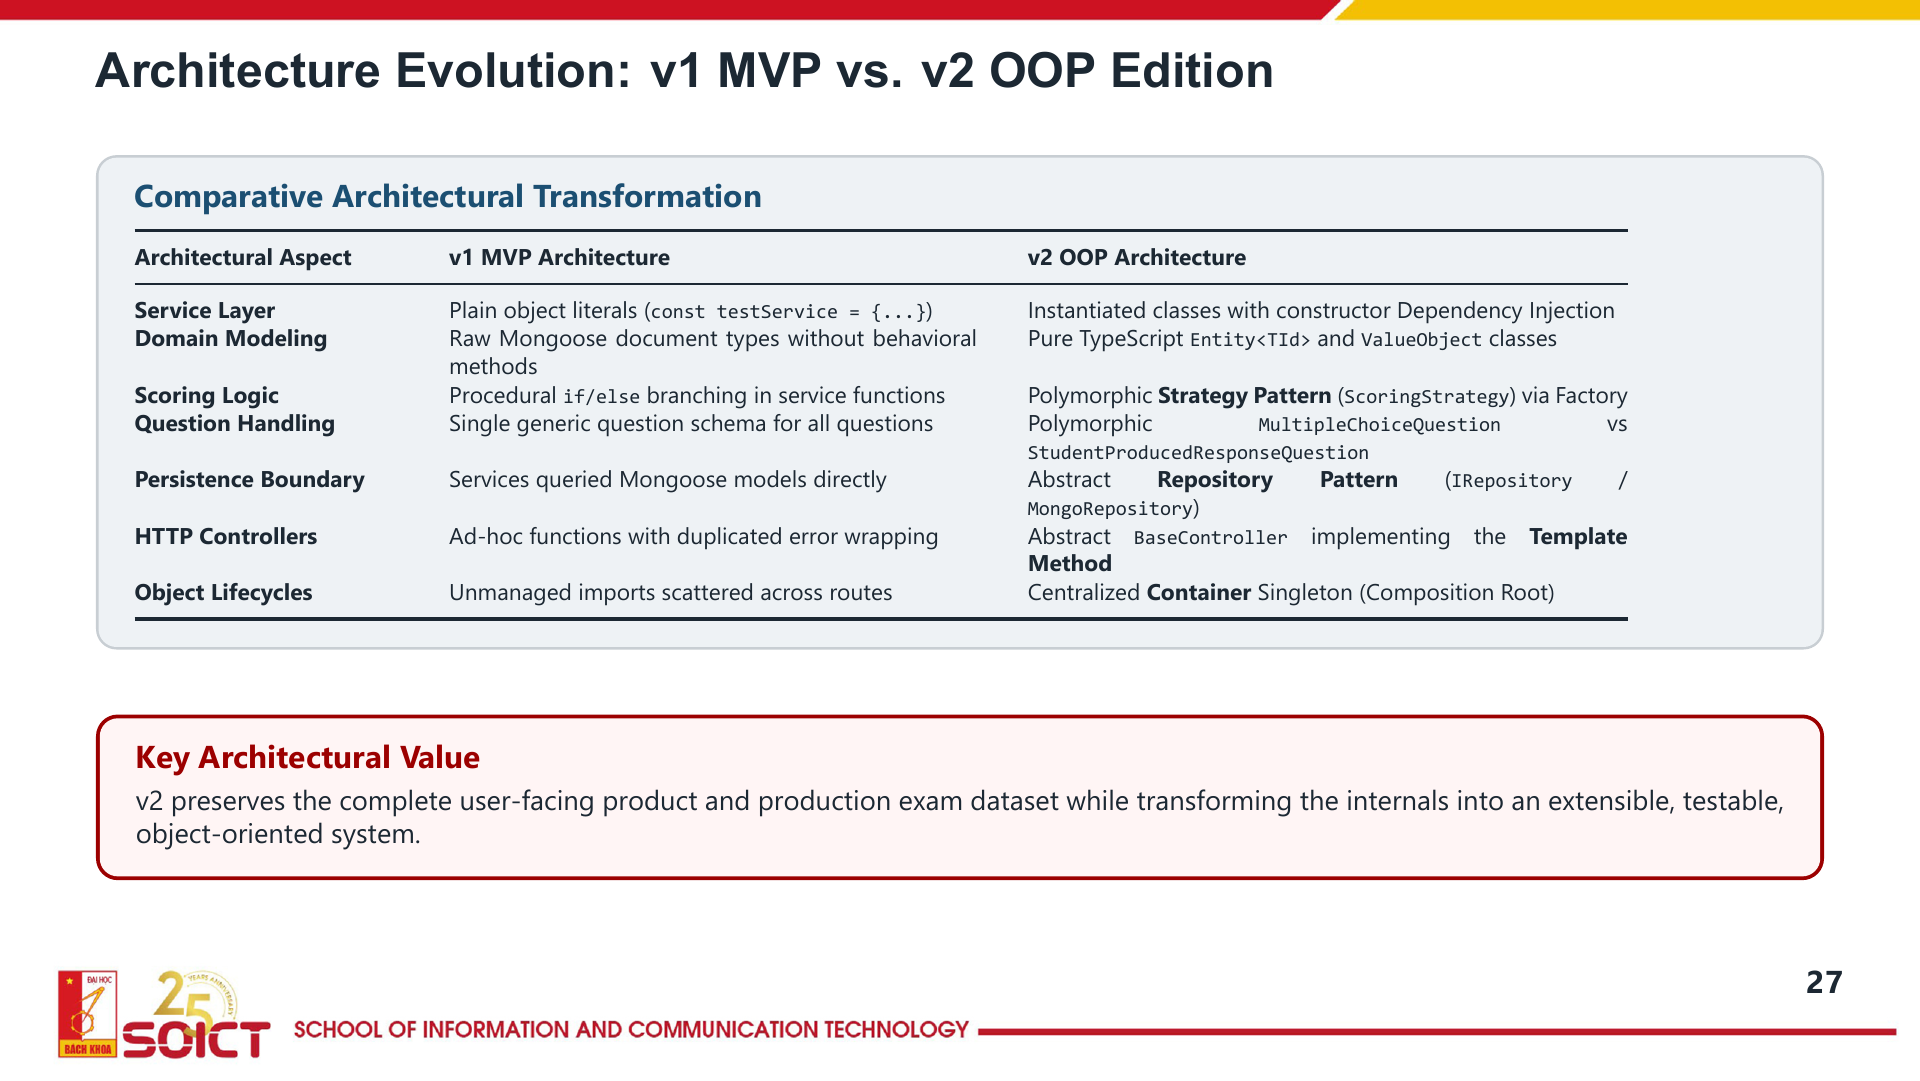 Architecture Evolution: v1 MVP vs. v2 OOP Edition
Comparative Architectural Transformation
Architectural Aspect v1 MVP Architecture v2 OOP Architecture
Service Layer Plain object literals (const testService = {...}) Instantiated classes with constructor Dependency Injection
Domain Modeling Raw Mongoose document types without behavioral methods Pure TypeScript Entity<TId> and ValueObject classes
Scoring Logic Procedural if/else branching in service functions Polymorphic Strategy Pattern (ScoringStrategy) via Factory
Question Handling Single generic question schema for all questions Polymorphic MultipleChoiceQuestion vs StudentProducedResponseQuestion
Persistence Boundary Services queried Mongoose models directly Abstract Repository Pattern (IRepository / MongoRepository)
HTTP Controllers Ad-hoc functions with duplicated error wrapping Abstract BaseController implementing the Template Method
Object Lifecycles Unmanaged imports scattered across routes Centralized Container Singleton (Composition Root)
Key Architectural Value
v2 preserves the complete user-facing product and production exam dataset while transforming the internals into an extensible, testable,
object-oriented system.
27
ĐẠI HỌC
BÁCH KHOA
25
YEARS ANNIVERSARY
SOICT
SCHOOL OF INFORMATION AND COMMUNICATION TECHNOLOGY